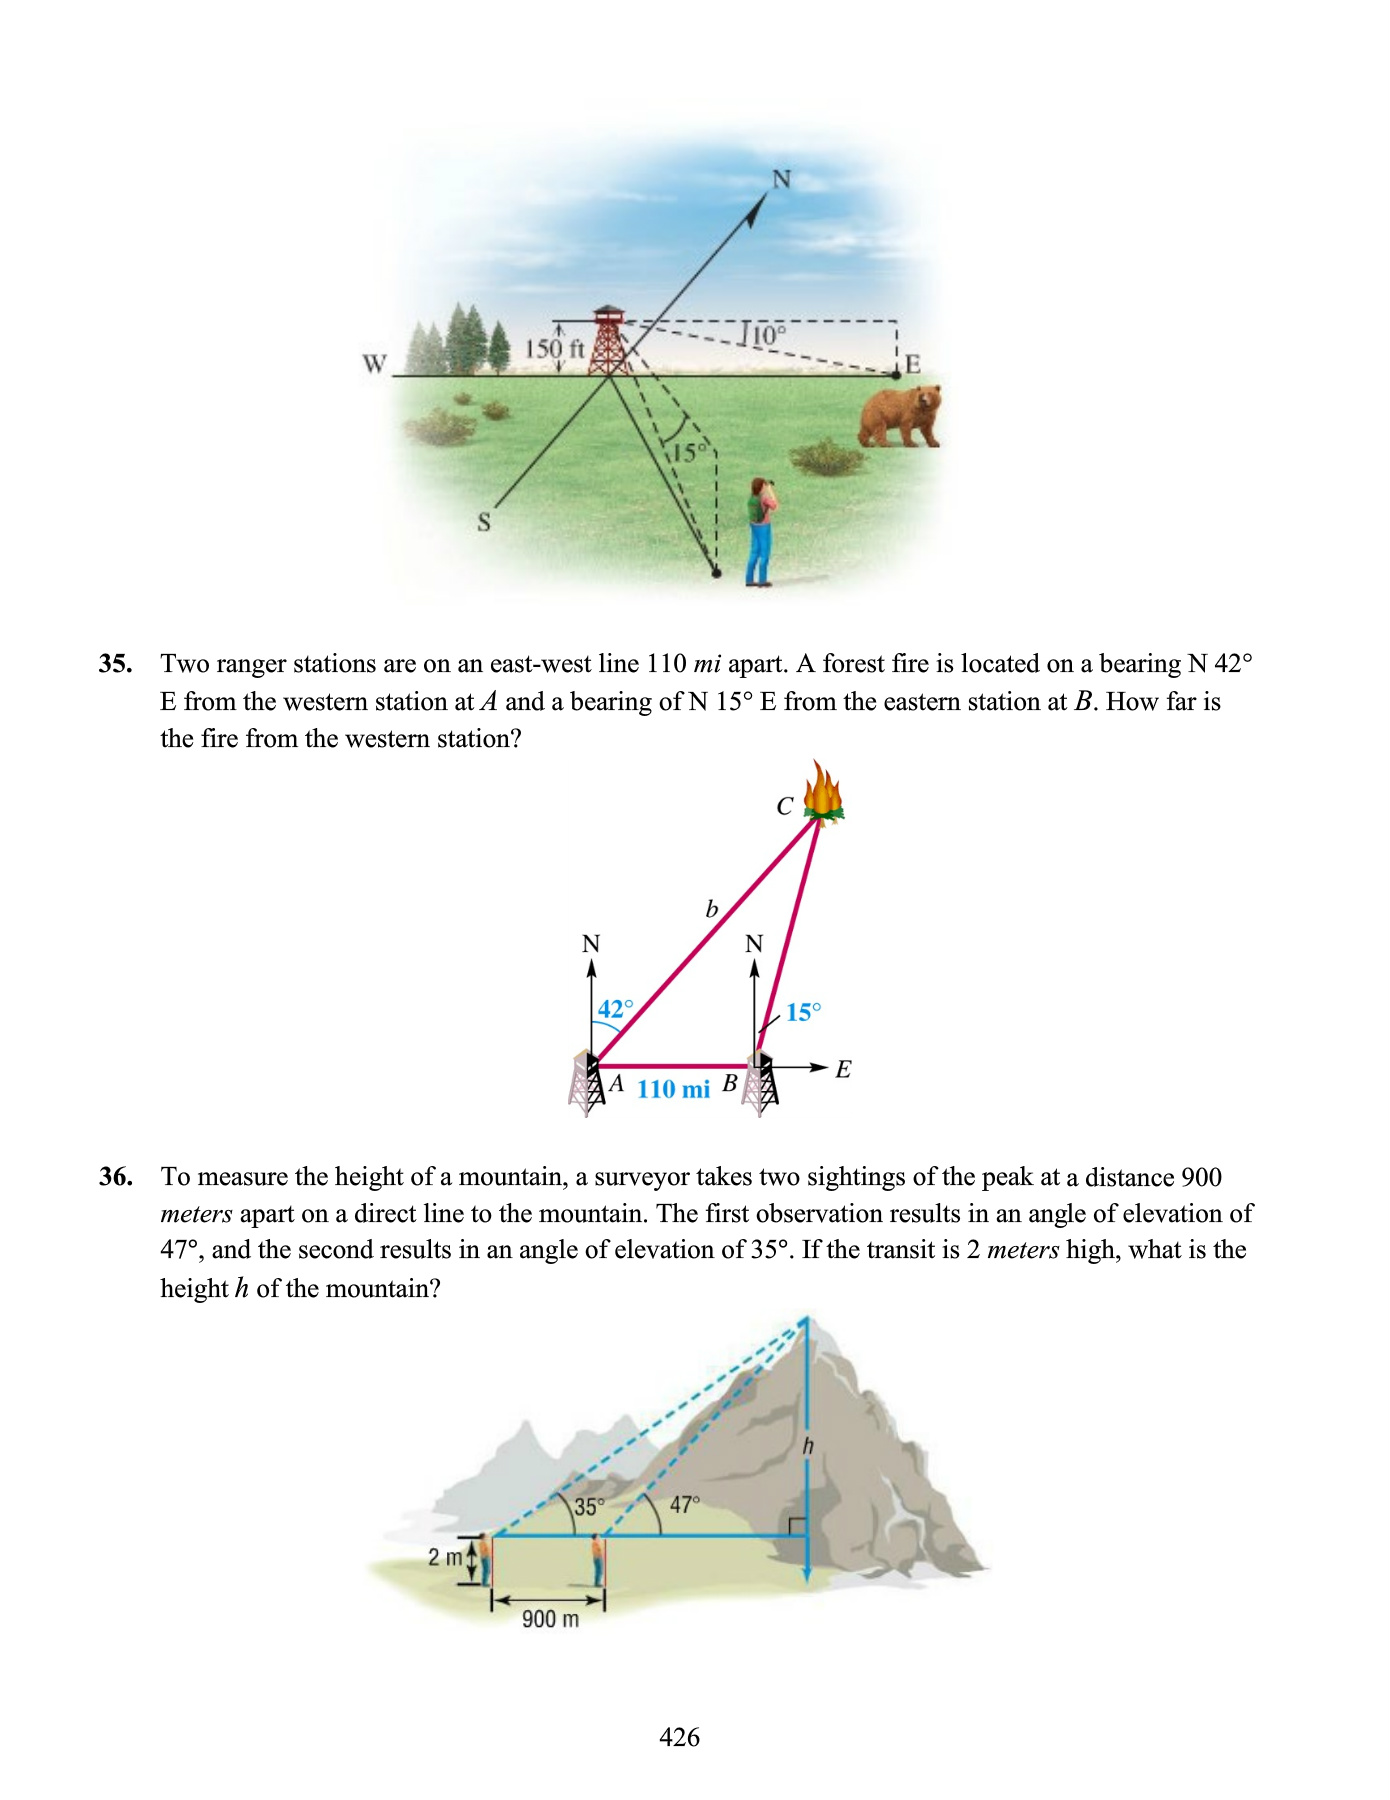 N
150 ft
10°
W
E
15°
S
35. Two ranger stations are on an east-west line 110 mi apart. A forest fire is located on a bearing N 42°
E from the western station at A and a bearing of N 15° E from the eastern station at B. How far is
the fire from the western station?
C
b
N
N
42°
15°
A
110 mi
B
E
36. To measure the height of a mountain, a surveyor takes two sightings of the peak at a distance 900
meters apart on a direct line to the mountain. The first observation results in an angle of elevation of
47°, and the second results in an angle of elevation of 35°. If the transit is 2 meters high, what is the
height h of the mountain?
h
35°
47°
2 m
900 m
426